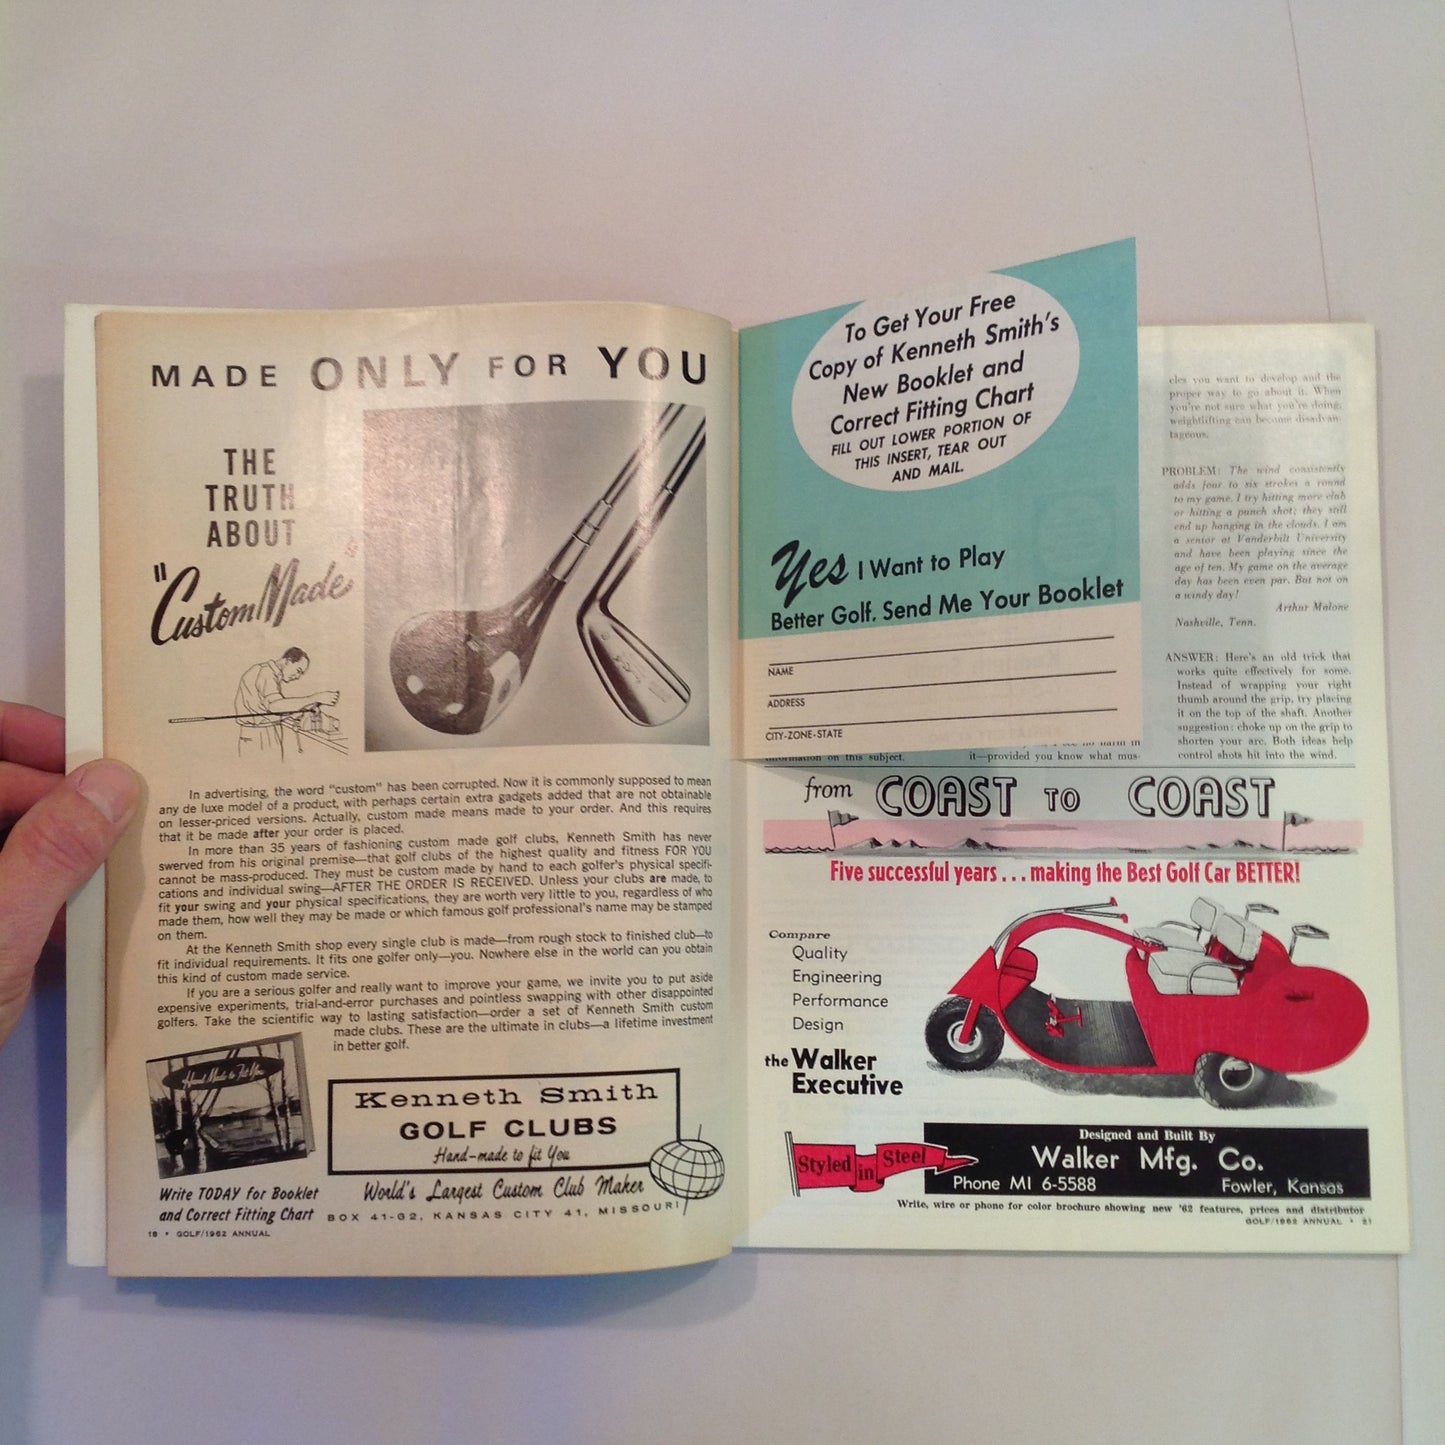 MADE ONLY FOR YOU
THE
TRUTH
ABOUT
"Custom Made"
In advertising, the word "custom" has been corrupted. Now it is commonly supposed to mean
any de luxe model of a product, with perhaps certain extra gadgets added that are not obtainable
on lesser-priced versions. Actually, custom made means made to your order. And this requires
that it be made after your order is placed.
In more than 35 years of fashioning custom made golf clubs, Kenneth Smith has never
swerved from his original premise—that golf clubs of the highest quality and fitness FOR YOU
cannot be mass-produced. They must be custom made by hand to each golfer's physical specifi-
cations and individual swing—AFTER THE ORDER IS RECEIVED. Unless your clubs are made, to
fit your swing and your physical specifications, they are worth very little to you, regardless of who
made them, how well they may be made or which famous golf professional's name may be stamped
on them.
At the Kenneth Smith shop every single club is made—from rough stock to finished club—to
fit individual requirements. It fits one golfer only—you. Nowhere else in the world can you obtain
this kind of custom made service.
If you are a serious golfer and really want to improve your game, we invite you to put aside
expensive experiments, trial-and-error purchases and pointless swapping with other disappointed
golfers. Take the scientific way to lasting satisfaction—order a set of Kenneth Smith custom
made clubs. These are the ultimate in clubs—a lifetime investment
in better golf.
Hand Made to Fit You
Write TODAY for Booklet
and Correct Fitting Chart
Kenneth Smith
GOLF CLUBS
Hand-made to fit You
World's Largest Custom Club Maker
BOX 41-G2, KANSAS CITY 41, MISSOURI
18 • GOLF/1962 ANNUAL
To Get Your Free
Copy of Kenneth Smith's
New Booklet and
Correct Fitting Chart
FILL OUT LOWER PORTION OF
THIS INSERT, TEAR OUT
AND MAIL.
Yes I Want to Play
Better Golf. Send Me Your Booklet
NAME
ADDRESS
CITY-ZONE-STATE
information on this subject.
see no harm in
it—provided you know what mus-
cles you want to develop and the
proper way to go about it. When
you're not sure what you're doing,
weightlifting can become disadvan-
tageous.
PROBLEM: The wind consistently
adds four to six strokes a round
to my game. I try hitting more club
or hitting a punch shot; they still
end up hanging in the clouds. I am
a senior at Vanderbilt University
and have been playing since the
age of ten. My game on the average
day has been even par. But not on
a windy day!
Arthur Malone
Nashville, Tenn.
ANSWER: Here's an old trick that
works quite effectively for some.
Instead of wrapping your right
thumb around the grip, try placing
it on the top of the shaft. Another
suggestion: choke up on the grip to
shorten your arc. Both ideas help
control shots hit into the wind.
from COAST TO COAST
Five successful years . . . making the Best Golf Car BETTER!
Compare
Quality
Engineering
Performance
Design
the Walker
Executive
Styled in Steel
Designed and Built By
Walker Mfg. Co.
Phone MI 6-5588
Fowler, Kansas
Write, wire or phone for color brochure showing new '62 features, prices and distributor
GOLF/1962 ANNUAL • 21